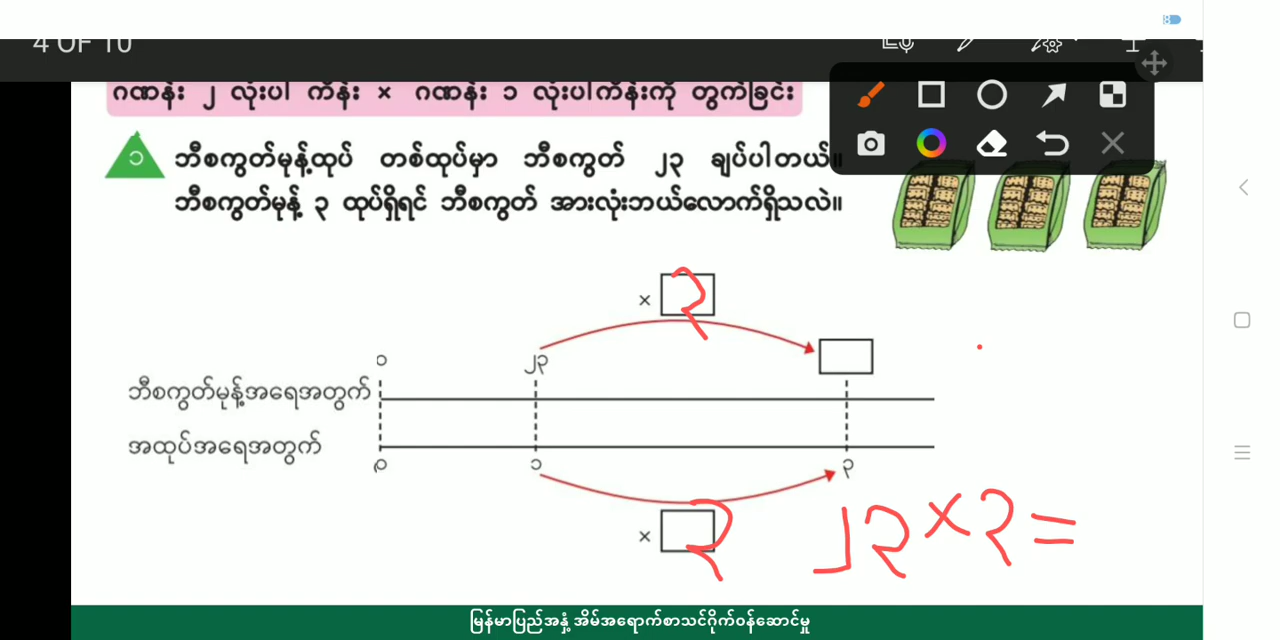 4 OF 10
ဂဏန်း ၂ လုံးပါ ကိန်း × ဂဏန်း ၁ လုံးပါကိန်းကို တွက်ခြင်း
၁ ဘီစကွတ်မုန့်ထုပ် တစ်ထုပ်မှာ ဘီစကွတ် ၂၃ ချပ်ပါတယ်။
ဘီစကွတ်မုန့် ၃ ထုပ်ရှိရင် ဘီစကွတ် အားလုံးဘယ်လောက်ရှိသလဲ။
× ၃
၀ ၂၃
ဘီစကွတ်မုန့်အရေအတွက်
အထုပ်အရေအတွက်
၀ ၁ ၃
× ၃ ၂၃ × ၃ =
မြန်မာပြည်အနှံ့ အိမ်အရောက်စာသင်ဂိုက်ဝန်ဆောင်မှု